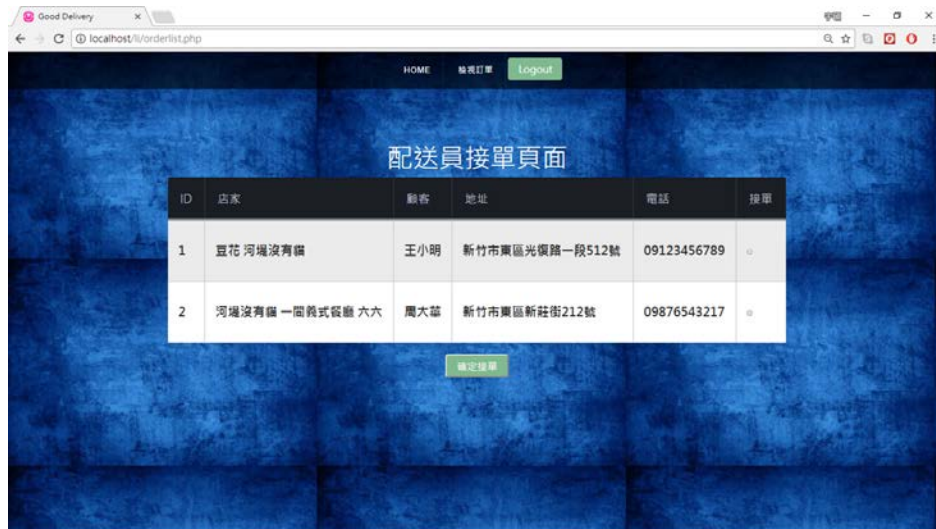 Good Delivery
localhost/li/orderlist.php
HOME 檢視訂單 Logout
配送員接單頁面
ID 店家 顧客 地址 電話 接單
1 豆花 河堤沒有貓 王小明 新竹市東區光復路一段512號 09123456789
2 河堤沒有貓 一間義式餐廳 六六 周大華 新竹市東區新莊街212號 09876543217
確定接單